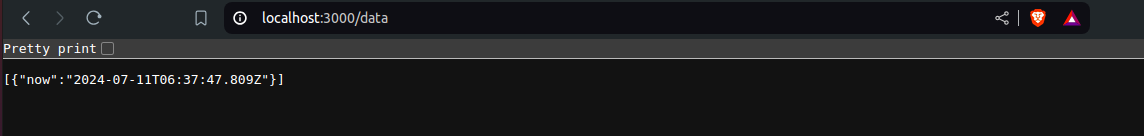 localhost:3000/data
Pretty print
[{"now":"2024-07-11T06:37:47.809Z"}]